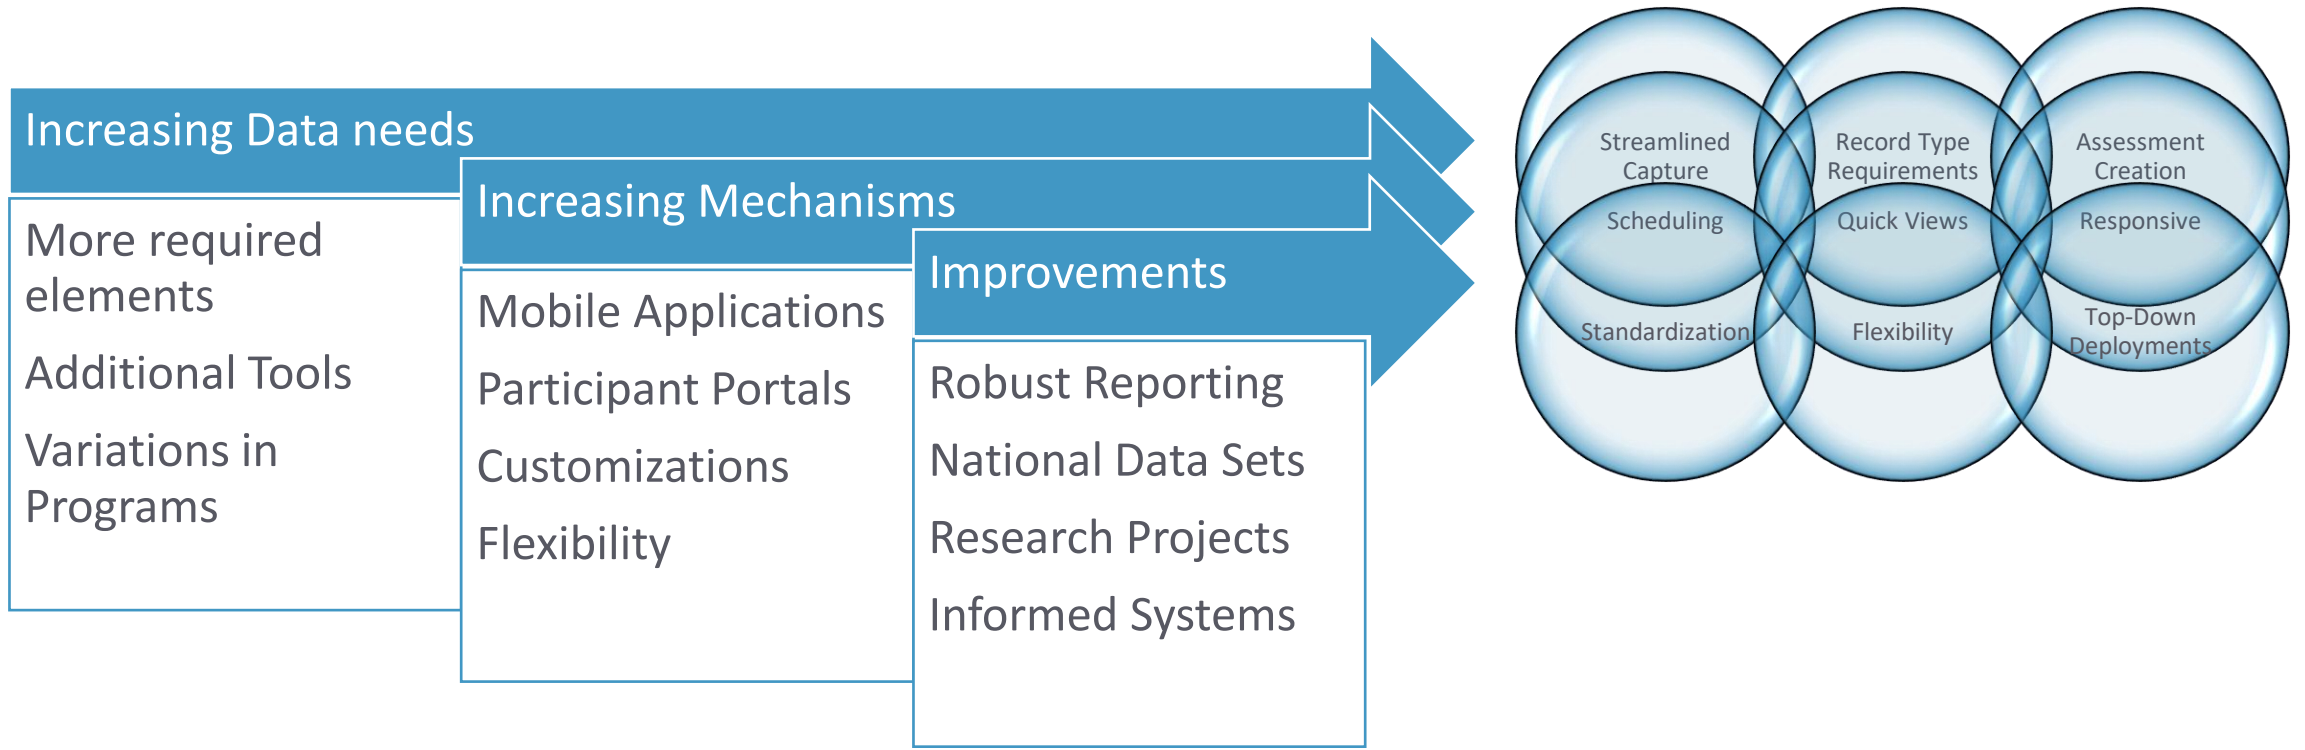 Increasing Data needs
More required
elements
Additional Tools
Variations in
Programs
Increasing Mechanisms
Mobile Applications
Participant Portals
Customizations
Flexibility
Improvements
Robust Reporting
National Data Sets
Research Projects
Informed Systems
Streamlined
Capture
Record Type
Requirements
Assessment
Creation
Scheduling
Quick Views
Responsive
Standardization
Flexibility
Top-Down
Deployments